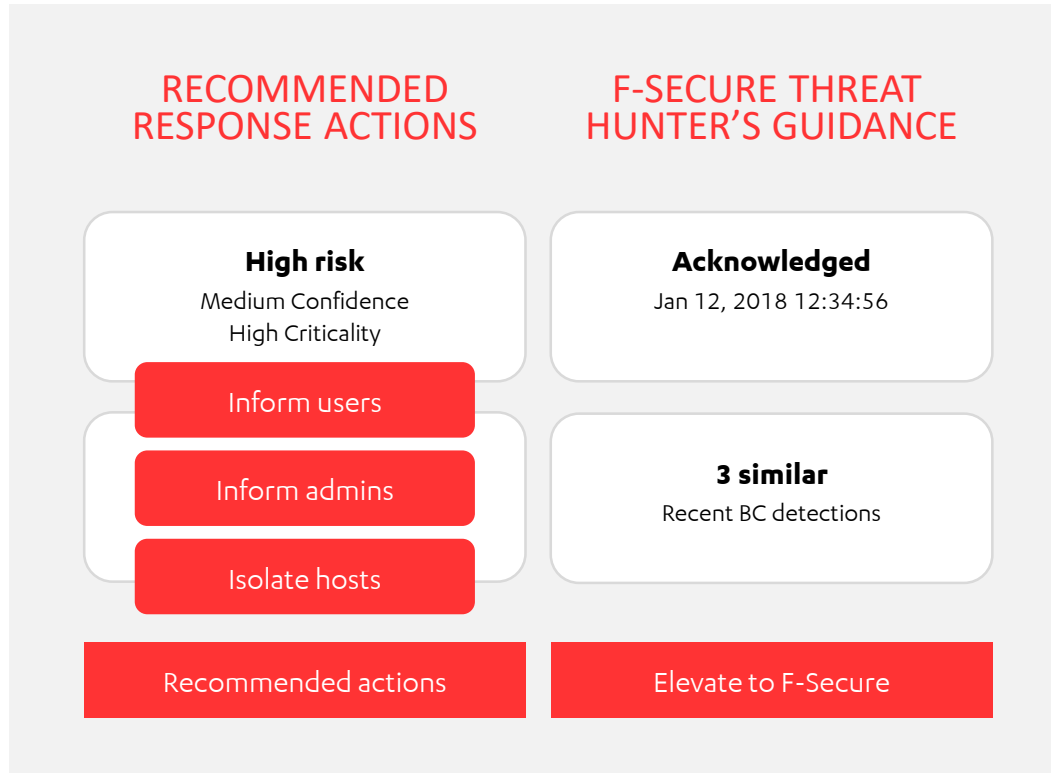 RECOMMENDED
RESPONSE ACTIONS
High risk
Medium Confidence
High Criticality
Inform users
Inform admins
Isolate hosts
Recommended actions
F-SECURE THREAT
HUNTER’S GUIDANCE
Acknowledged
Jan 12, 2018 12:34:56
3 similar
Recent BC detections
Elevate to F-Secure